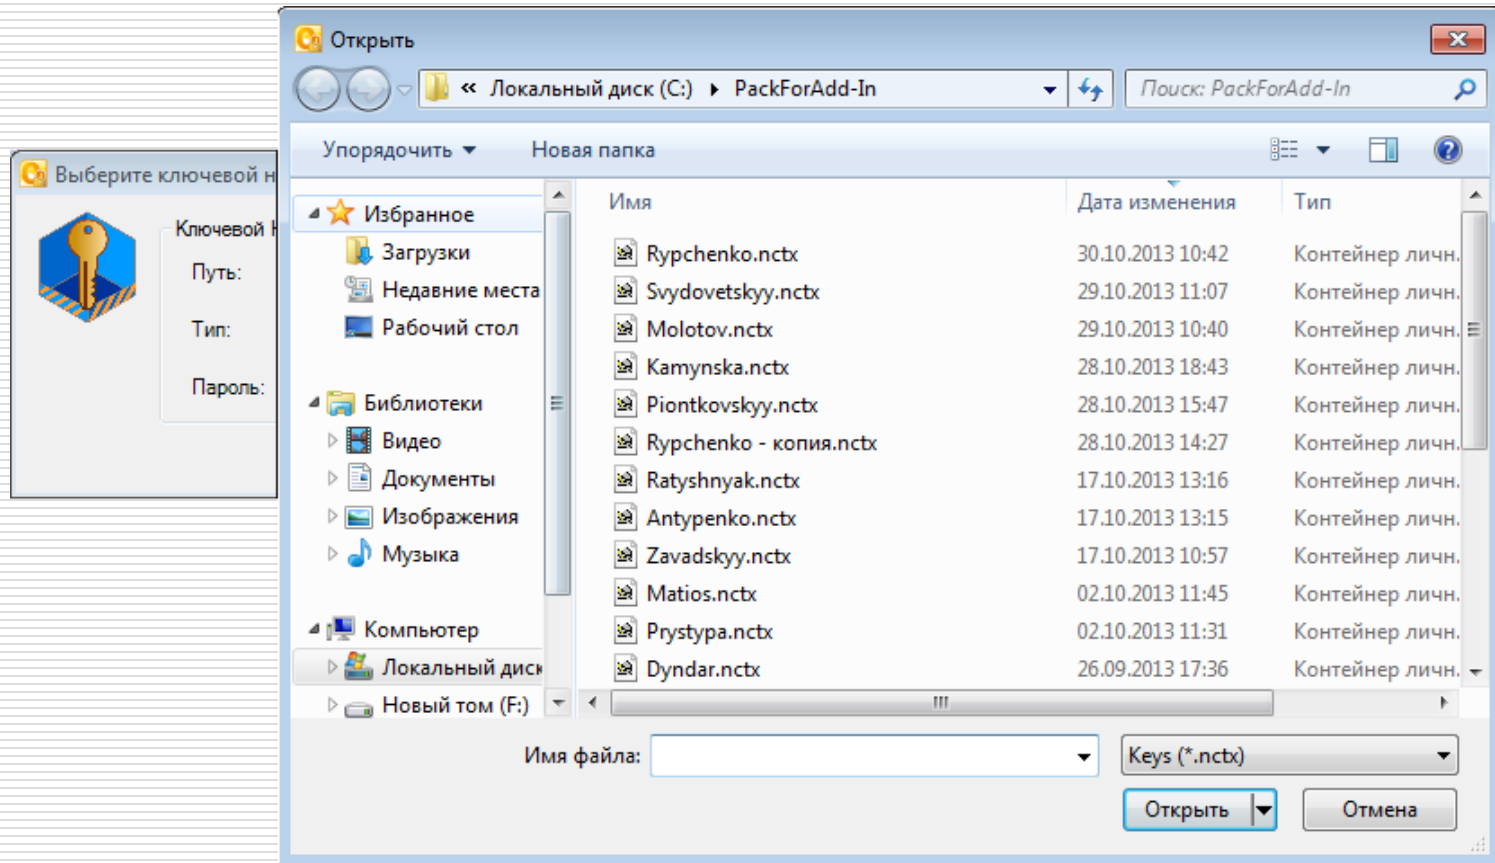 Открыть
« Локальный диск (C:) PackForAdd-In
Поиск: PackForAdd-In
Упорядочить
Новая папка
Выберите ключевой н
Ключевой
Путь:
Тип:
Пароль:
Избранное
Загрузки
Недавние места
Рабочий стол
Библиотеки
Видео
Документы
Изображения
Музыка
Компьютер
Локальный диск
Новый том (F:)
Имя Дата изменения Тип
Rypchenko.nctx 30.10.2013 10:42 Контейнер личн.
Svydovetskyy.nctx 29.10.2013 11:07 Контейнер личн.
Molotov.nctx 29.10.2013 10:40 Контейнер личн.
Kamynska.nctx 28.10.2013 18:43 Контейнер личн.
Piontkovskyy.nctx 28.10.2013 15:47 Контейнер личн.
Rypchenko - копия.nctx 28.10.2013 14:27 Контейнер личн.
Ratyshnyak.nctx 17.10.2013 13:16 Контейнер личн.
Antypenko.nctx 17.10.2013 13:15 Контейнер личн.
Zavadskyy.nctx 17.10.2013 10:57 Контейнер личн.
Matios.nctx 02.10.2013 11:45 Контейнер личн.
Prystypa.nctx 02.10.2013 11:31 Контейнер личн.
Dyndar.nctx 26.09.2013 17:36 Контейнер личн.
Имя файла:
Keys (*.nctx)
Открыть
Отмена